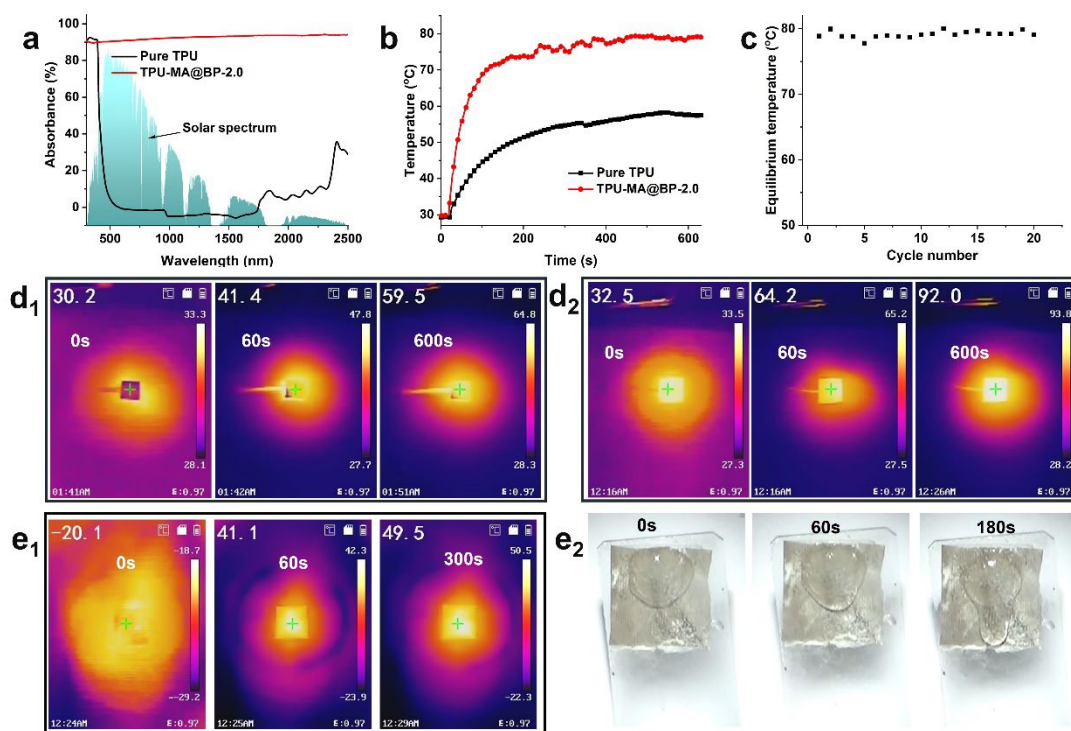 a
Absorbance (%)
90
80
60
40
20
0
Pure TPU
TPU-MA@BP-2.0
Solar spectrum
500 1000 1500 2000 2500
Wavelength (nm)
b
Temperature (°C)
90
80
70
60
50
40
30
Pure TPU
TPU-MA@BP-2.0
0 200 400 600
Time (s)
c
Equilibrium temperature (°C)
80
70
60
50
0 5 10 15 20
Cycle number
d1
30.2 ℃
33.3
0s
28.1
01:41AM E:0.97
41.4 ℃
47.8
60s
27.7
01:42AM E:0.97
59.5 ℃
64.8
600s
28.3
01:51AM E:0.97
d2
32.5 ℃
33.5
0s
27.3
12:16AM E:0.97
64.2 ℃
65.2
60s
27.5
12:16AM E:0.97
92.0 ℃
93.8
600s
28.2
12:26AM E:0.97
e1
-20.1 ℃
-18.7
0s
--29.2
12:24AM E:0.97
41.1 ℃
42.3
60s
-23.9
12:25AM E:0.97
49.5 ℃
50.5
300s
-22.3
12:29AM E:0.97
e2
0s
60s
180s